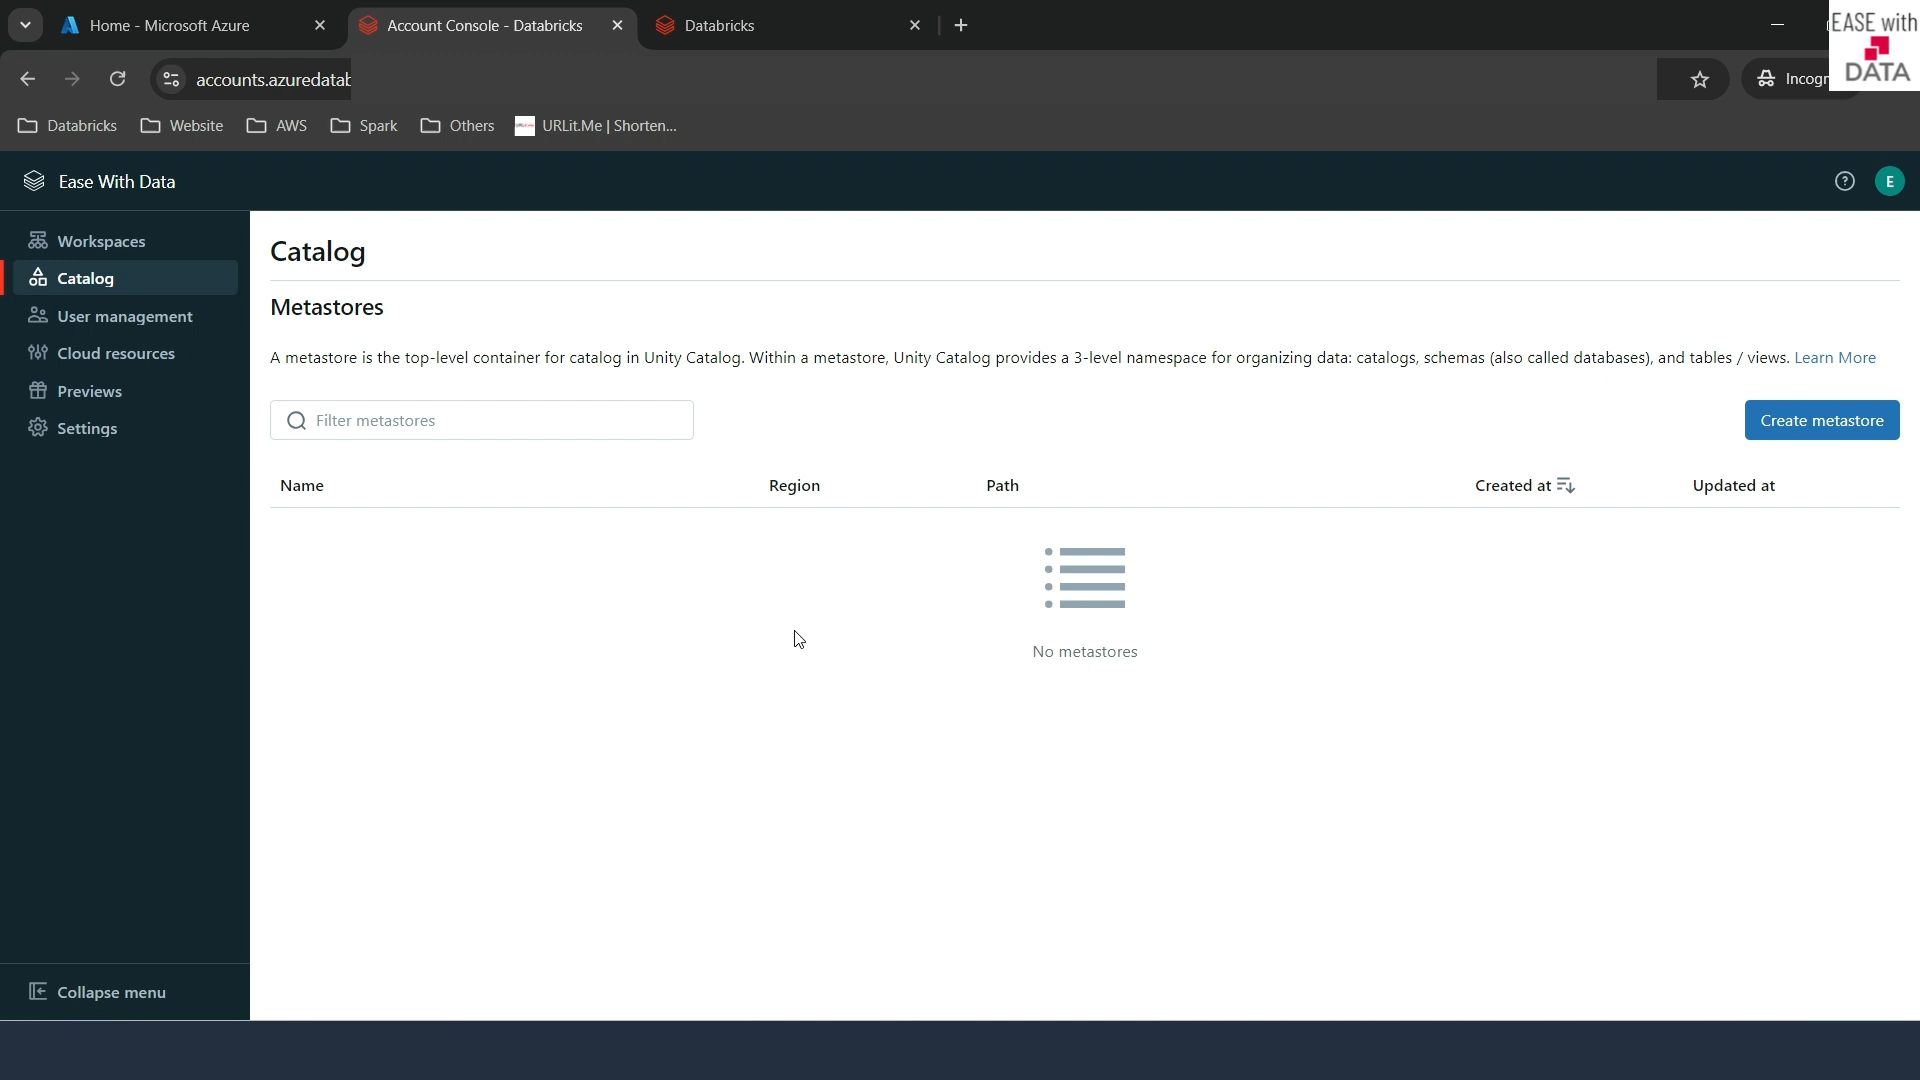 Home - Microsoft Azure
Account Console - Databricks
Databricks
EASE with
DATA
accounts.azuredatab
Incogn
Databricks
Website
AWS
Spark
Others
URLit.Me | Shorten...
Ease With Data
E
Workspaces
Catalog
User management
Cloud resources
Previews
Settings
Collapse menu
Catalog
Metastores
A metastore is the top-level container for catalog in Unity Catalog. Within a metastore, Unity Catalog provides a 3-level namespace for organizing data: catalogs, schemas (also called databases), and tables / views. Learn More
Filter metastores
Create metastore
Name Region Path Created at Updated at
No metastores